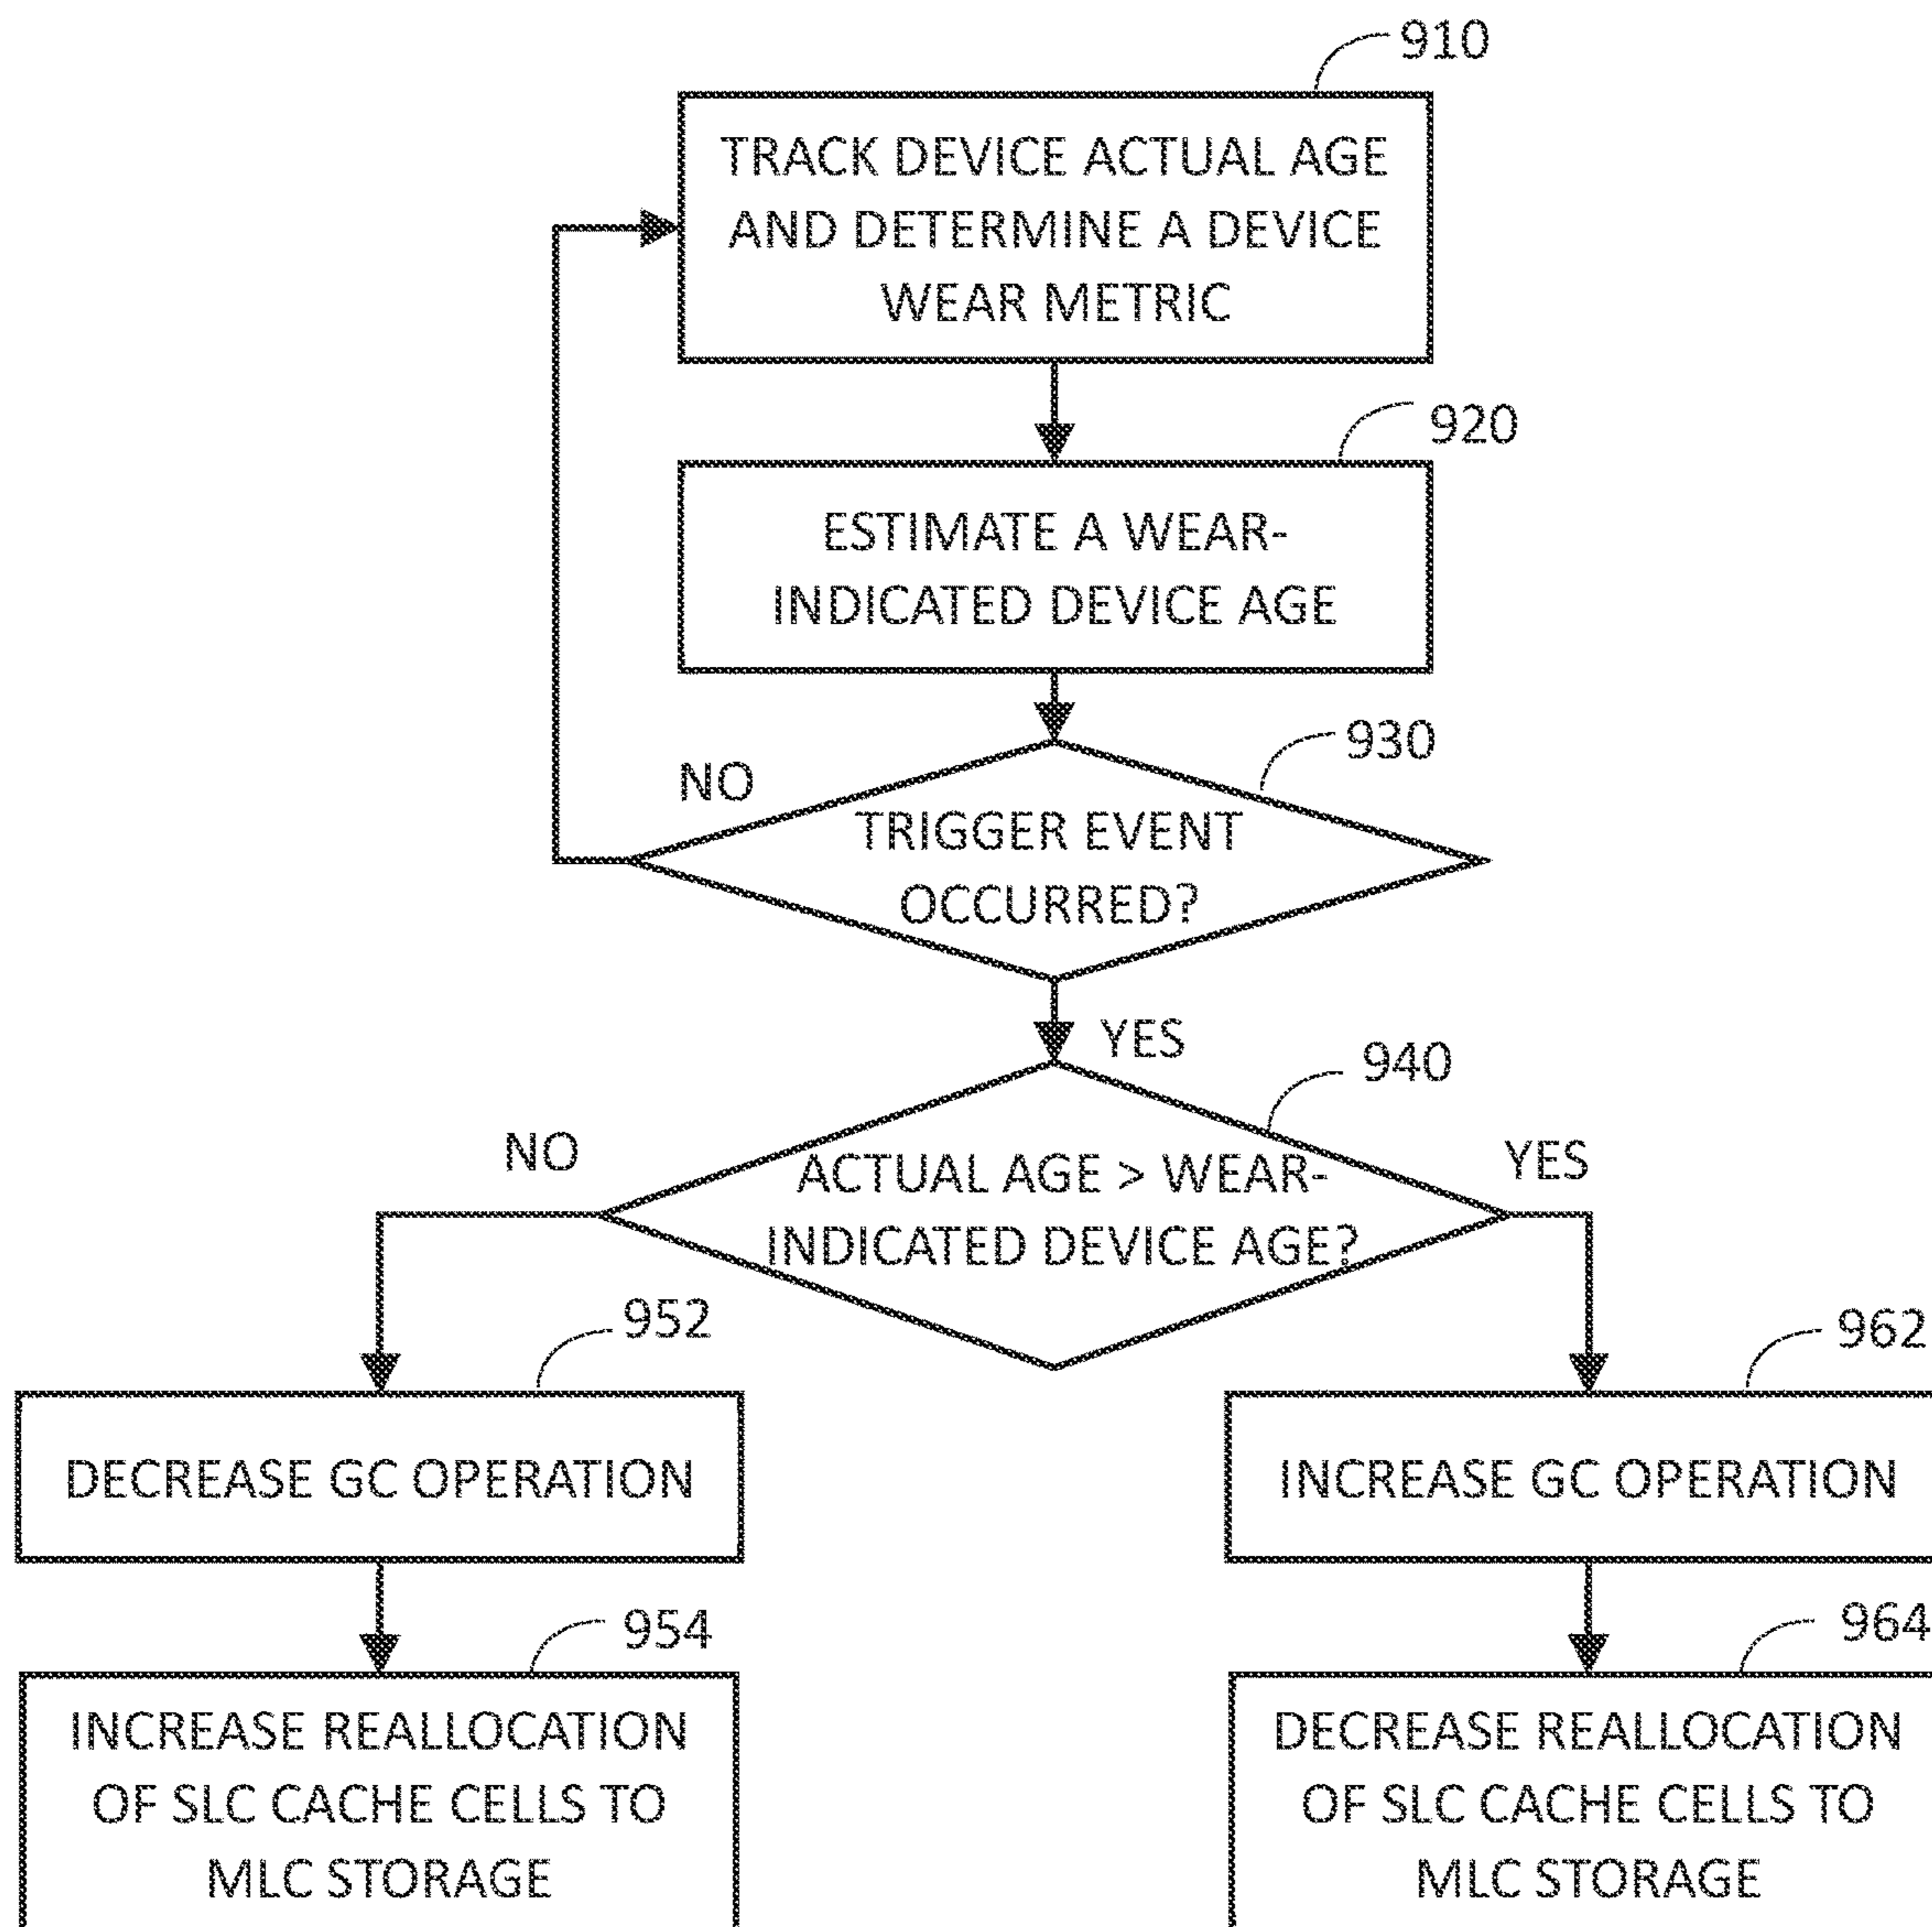 910
TRACK DEVICE ACTUAL AGE
AND DETERMINE A DEVICE
WEAR METRIC
920
ESTIMATE A WEAR-
INDICATED DEVICE AGE
930
NO
TRIGGER EVENT
OCCURRED?
YES
940
NO
YES
ACTUAL AGE > WEAR-
INDICATED DEVICE AGE?
952
962
DECREASE GC OPERATION
INCREASE GC OPERATION
954
964
INCREASE REALLOCATION
OF SLC CACHE CELLS TO
MLC STORAGE
DECREASE REALLOCATION
OF SLC CACHE CELLS TO
MLC STORAGE